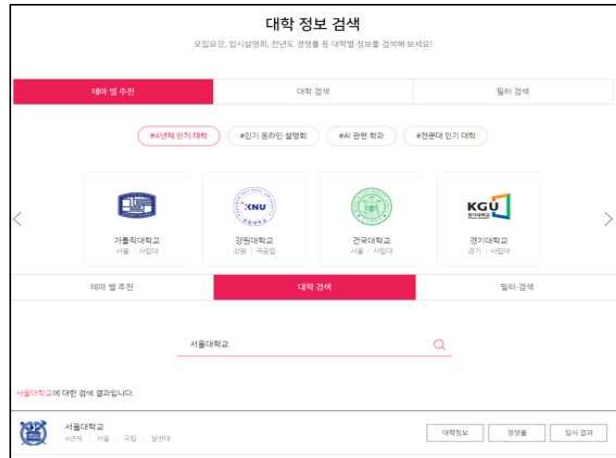 대학 정보 검색
모집요강, 입시설명회, 전년도 경쟁률 등 대학별 정보를 검색해 보세요!
테마 별 추천 대학 검색 필터 검색
#4년제 인기 대학 #인기 온라인 설명회 #AI 관련 학과 #전문대 인기 대학
KNU KGU
가톨릭대학교 강원대학교 건국대학교 경기대학교
서울 사립대 강원 국공립 서울 사립대 경기 사립대
테마 별 추천 대학 검색 필터 검색
서울대학교
서울대학교에 대한 검색 결과입니다.
서울대학교
4년제 서울 국립 일반대
대학정보 경쟁률 입시 결과